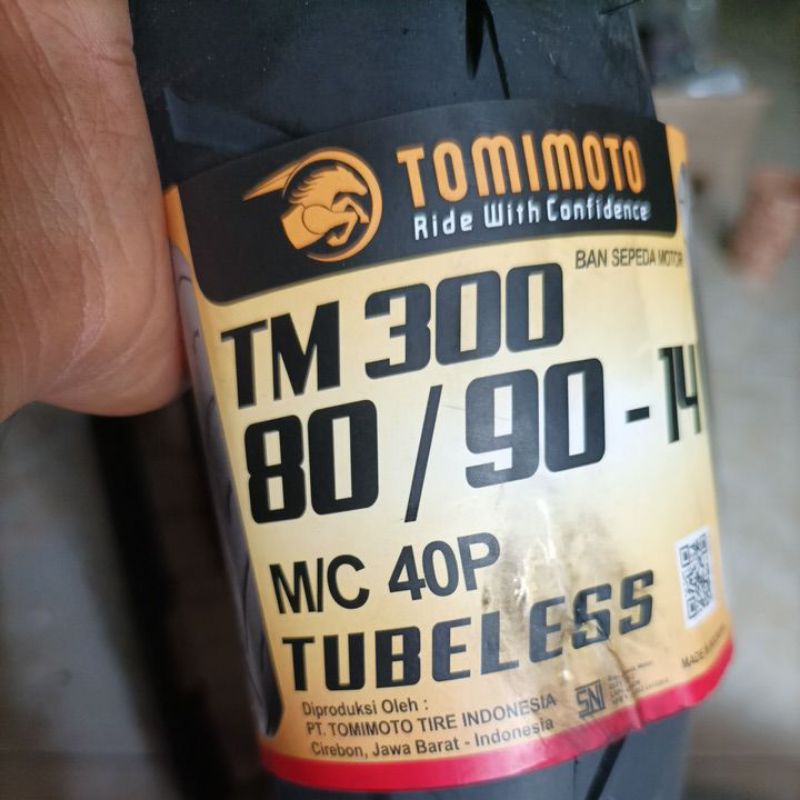 TOMIMOTO
Ride With Confidence
BAN SEPEDA MOTOR
TM 300
80/90-14
M/C 40P
TUBELESS
Diproduksi Oleh :
PT. TOMIMOTO TIRE INDONESIA
Cirebon, Jawa Barat - Indonesia
SNI
MADE